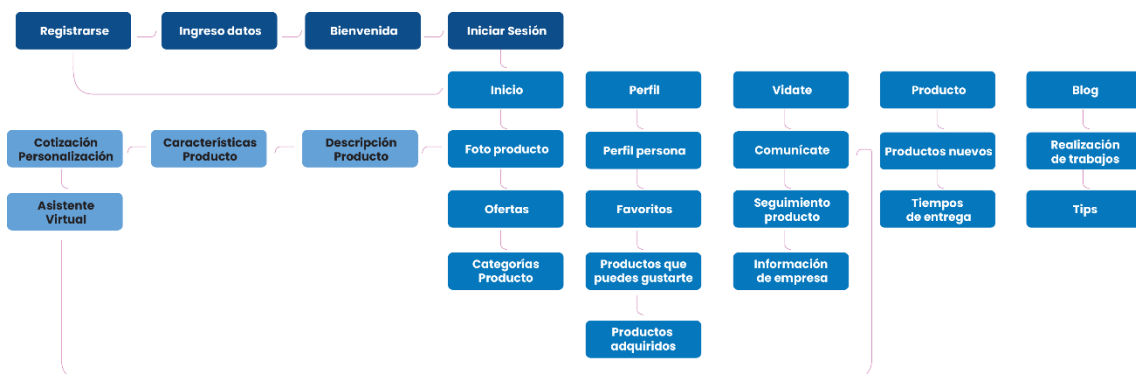 Registrarse
Ingreso datos
Bienvenida
Iniciar Sesión
Inicio
Perfil
Vidate
Producto
Blog
Cotización
Personalización
Características
Producto
Descripción
Producto
Foto producto
Perfil persona
Comunícate
Productos nuevos
Realización
de trabajos
Asistente
Virtual
Ofertas
Favoritos
Seguimiento
producto
Tiempos
de entrega
Tips
Categorías
Producto
Productos que
puedes gustarte
Información
de empresa
Productos
adquiridos